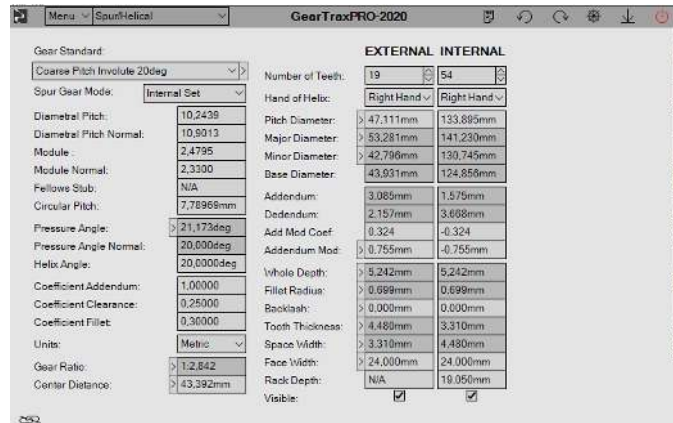 Menu Spur/Helical GearTraxPRO-2020
Gear Standard: EXTERNAL INTERNAL
Coarse Pitch Involute 20deg Number of Teeth: 19 54
Spur Gear Mode: Internal Set Hand of Helix: Right Hand Right Hand
Diametral Pitch: 10,2439 Pitch Diameter: > 47,111mm 133,895mm
Diametral Pitch Normal: 10,9013 Major Diameter: > 53,281mm 141,230mm
Module : 2,4795 Minor Diameter: > 42,796mm 130,745mm
Module Normal: 2,3300 Base Diameter: 43,931mm 124,856mm
Fellows Stub: N/A Addendum: 3,085mm 1,575mm
Circular Pitch: 7,78969mm Dedendum: 2,157mm 3,668mm
Pressure Angle: > 21,173deg Add Mod Coef: 0.324 -0.324
Pressure Angle Normal: 20,000deg Addendum Mod: > 0,755mm -0,755mm
Helix Angle: 20,0000deg Whole Depth: > 5,242mm 5,242mm
Coefficient Addendum: 1,00000 Fillet Radius: > 0,699mm 0,699mm
Coefficient Clearance: 0,25000 Backlash: > 0,000mm 0,000mm
Coefficient Fillet: 0,30000 Tooth Thickness: > 4,480mm 3,310mm
Units: Metric Space Width: > 3,310mm 4,480mm
Gear Ratio: > 1:2,842 Face Width: > 24,000mm 24,000mm
Center Distance: > 43,392mm Rack Depth: N/A 19,050mm
Visible: